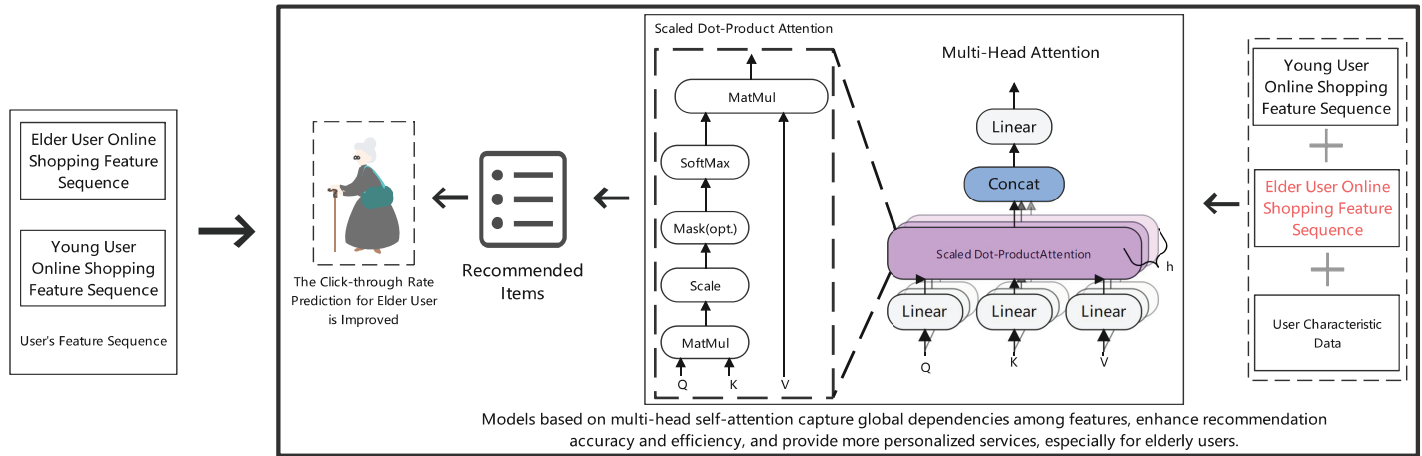 Elder User Online
Shopping Feature
Sequence
Young User
Online Shopping
Feature Sequence
User's Feature Sequence
The Click-through Rate
Prediction for Elder User
is Improved
Recommended
Items
Scaled Dot-Product Attention
MatMul
SoftMax
Mask(opt.)
Scale
MatMul
Q
K
V
Multi-Head Attention
Linear
Concat
Scaled Dot-ProductAttention
h
Linear
Linear
Linear
Q
K
V
Young User
Online Shopping
Feature Sequence
Elder User Online
Shopping Feature
Sequence
User Characteristic
Data
Models based on multi-head self-attention capture global dependencies among features, enhance recommendation
accuracy and efficiency, and provide more personalized services, especially for elderly users.